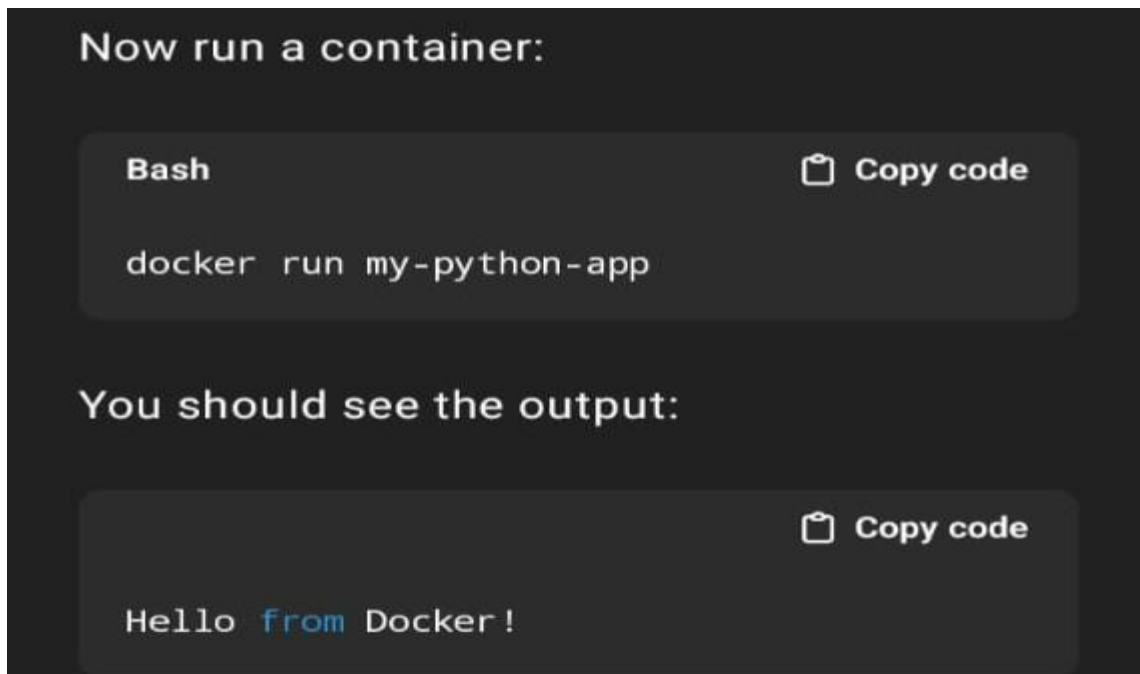 Now run a container:
Bash
Copy code
docker run my-python-app
You should see the output:
Copy code
Hello from Docker!